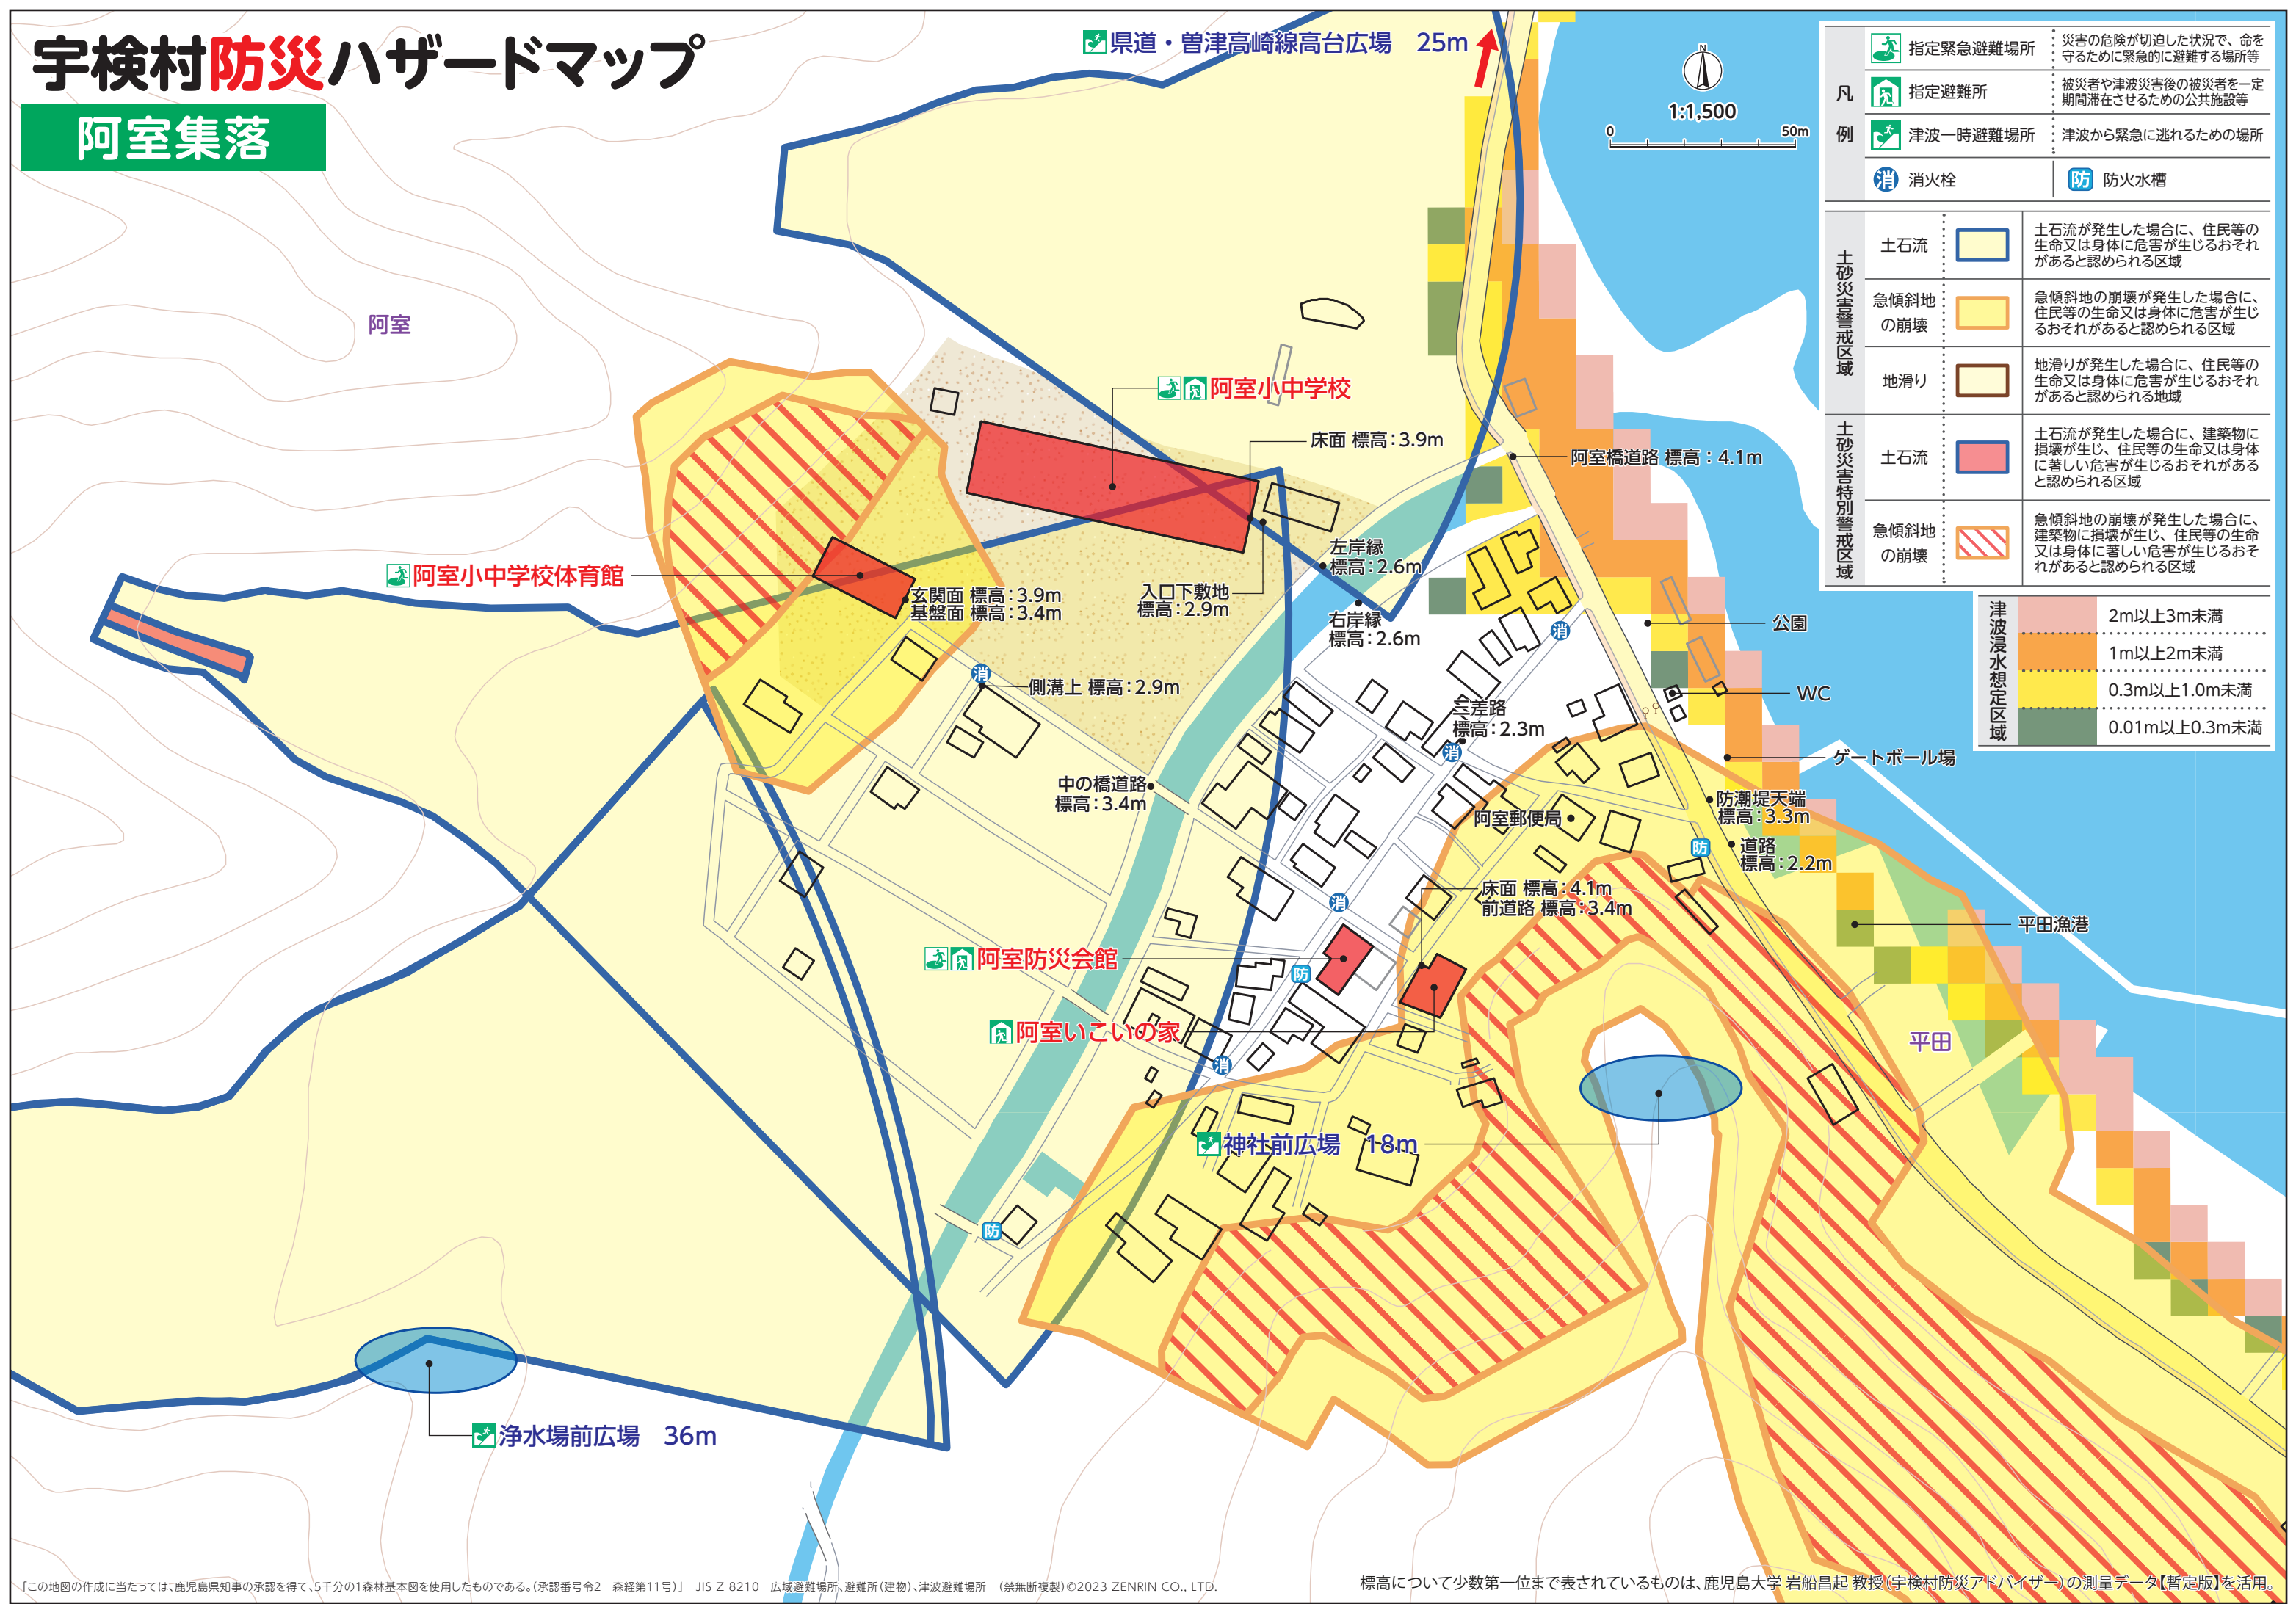 宇検村防災ハザードマップ
阿室集落
県道・曽津高崎線高台広場 25m
N
1:1,500
0 50m
凡例
指定緊急避難場所
災害の危険が切迫した状況で、命を
守るために緊急的に避難する場所等
指定避難所
被災者や津波災害後の被災者を一定
期間滞在させるための公共施設等
津波一時避難場所
津波から緊急に逃れるための場所
消 消火栓
防 防火水槽
土砂災害警戒区域
土石流
土石流が発生した場合に、住民等の
生命又は身体に危害が生じるおそれ
があると認められる区域
急傾斜地
の崩壊
急傾斜地の崩壊が発生した場合に、
住民等の生命又は身体に危害が生じ
るおそれがあると認められる区域
地滑り
地滑りが発生した場合に、住民等の
生命又は身体に危害が生じるおそれ
があると認められる地域
土砂災害特別警戒区域
土石流
土石流が発生した場合に、建築物に
損壊が生じ、住民等の生命又は身体
に著しい危害が生じるおそれがある
と認められる区域
急傾斜地
の崩壊
急傾斜地の崩壊が発生した場合に、
建築物に損壊が生じ、住民等の生命
又は身体に著しい危害が生じるおそ
れがあると認められる区域
津波浸水想定区域
2m以上3m未満
1m以上2m未満
0.3m以上1.0m未満
0.01m以上0.3m未満
阿室
阿室小中学校
床面 標高：3.9m
阿室橋道路 標高：4.1m
左岸縁
標高：2.6m
阿室小中学校体育館
玄関面 標高：3.9m
基盤面 標高：3.4m
入口下敷地
標高：2.9m
右岸縁
標高：2.6m
消
公園
消
側溝上 標高：2.9m
WC
三差路
標高：2.3m
消
ゲートボール場
中の橋道路
標高：3.4m
防潮堤天端
標高：3.3m
阿室郵便局
防
道路
標高：2.2m
消
床面 標高：4.1m
前道路 標高：3.4m
平田漁港
阿室防災会館
防
阿室いこいの家
平田
消
神社前広場 18m
防
浄水場前広場 36m
「この地図の作成に当たっては、鹿児島県知事の承認を得て、5千分の1森林基本図を使用したものである。（承認番号令2 森経第11号）」 JIS Z 8210 広域避難場所、避難所（建物）、津波避難場所 （禁無断複製）©2023 ZENRIN CO., LTD.
標高について少数第一位まで表されているものは、鹿児島大学 岩船昌起 教授（宇検村防災アドバイザー）の測量データ【暫定版】を活用。